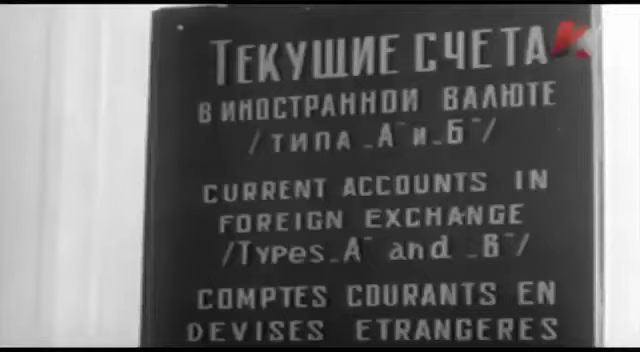 ТЕКУЩИЕ СЧЕТА
В ИНОСТРАННОЙ ВАЛЮТЕ
/ТИПА „А“ и „Б“/
CURRENT ACCOUNTS IN
FOREIGN EXCHANGE
/Types „A“ and „B“/
COMPTES COURANTS EN
DEVISES ETRANGERES